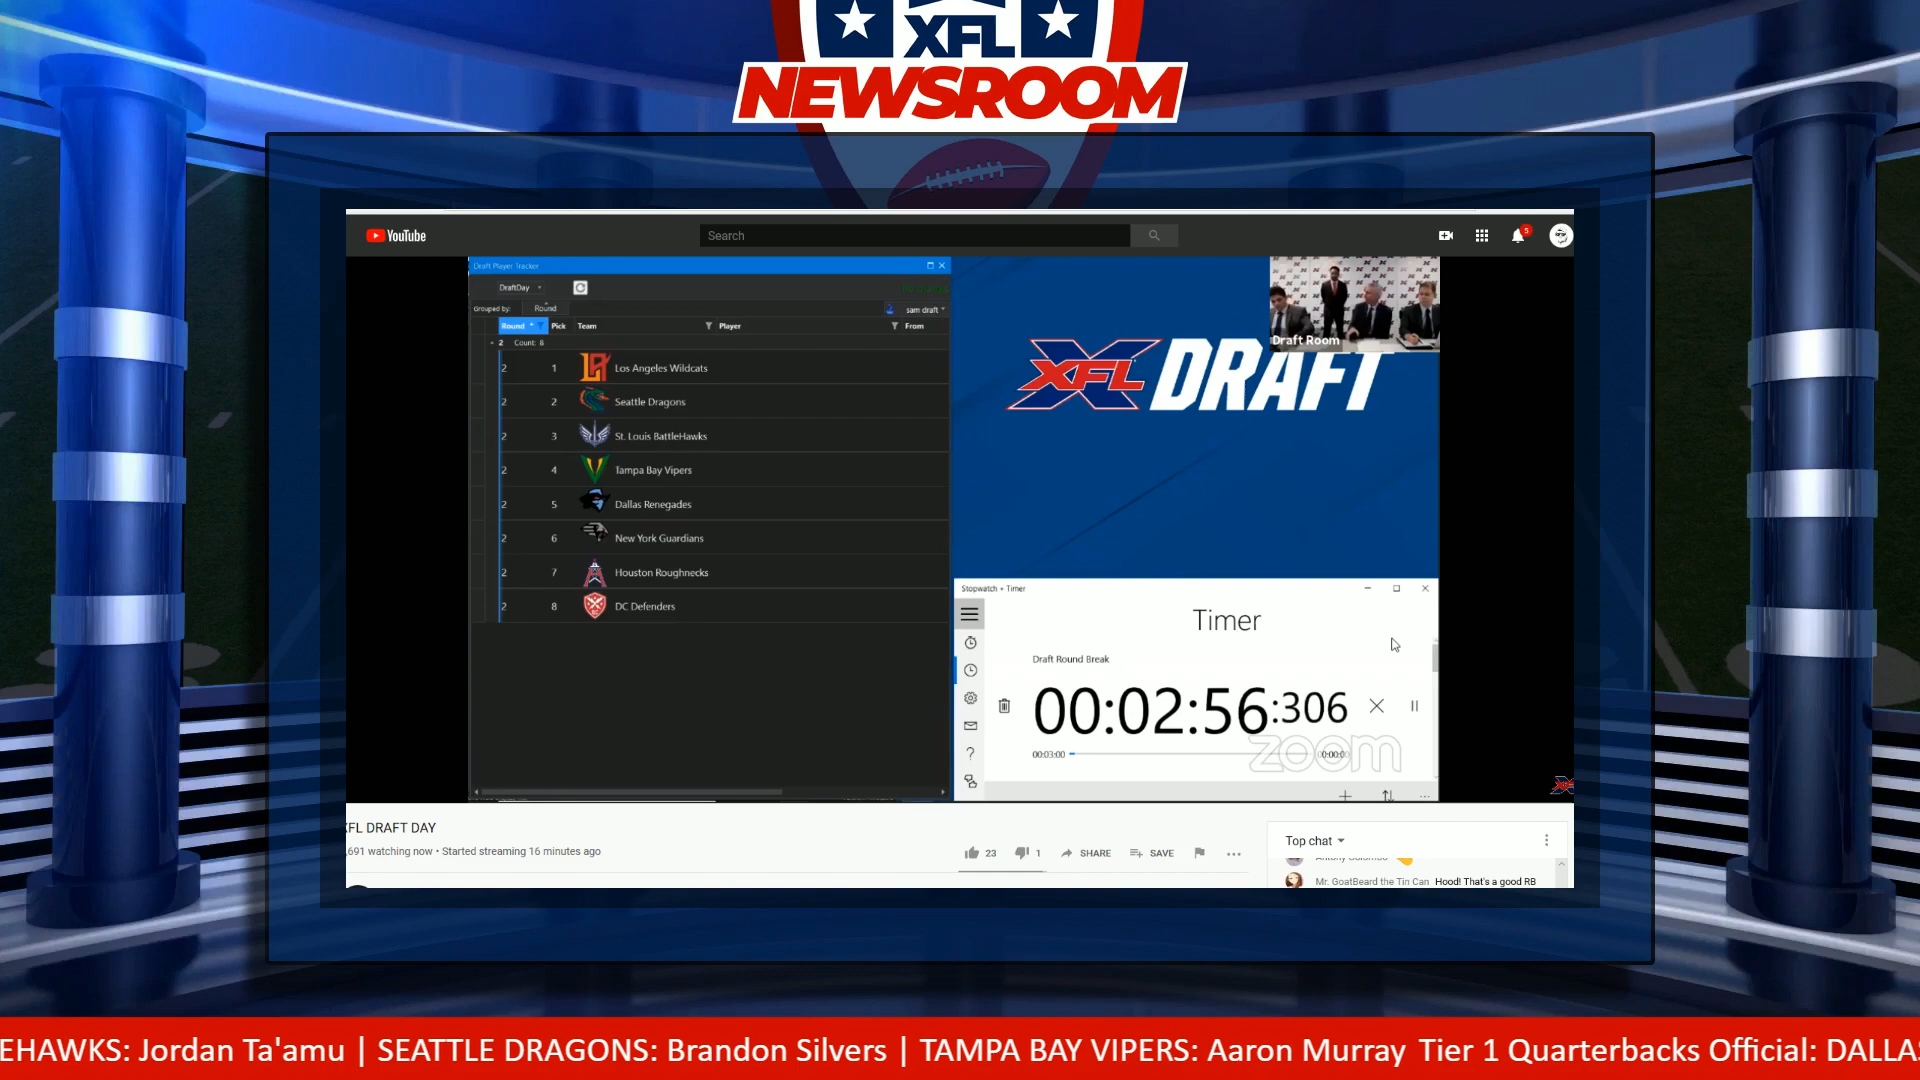 XFL
NEWSROOM
YouTube
Search
5
Draft Player Tracker
DraftDay
Grouped by: Round
sam draft
Round Pick Team Player From
2 Count: 8
2 1 Los Angeles Wildcats
2 2 Seattle Dragons
2 3 St. Louis BattleHawks
2 4 Tampa Bay Vipers
2 5 Dallas Renegades
2 6 New York Guardians
2 7 Houston Roughnecks
2 8 DC Defenders
Draft Room
XFL DRAFT
Stopwatch + Timer
Timer
Draft Round Break
00:02:56:306
00:03:00 00:00:00
zoom
FL DRAFT DAY
,691 watching now • Started streaming 16 minutes ago
23 1 SHARE SAVE
Top chat
Mr. GoatBeard the Tin Can Hood! That's a good RB
EHAWKS: Jordan Ta'amu | SEATTLE DRAGONS: Brandon Silvers | TAMPA BAY VIPERS: Aaron Murray Tier 1 Quarterbacks Official: DALLAS